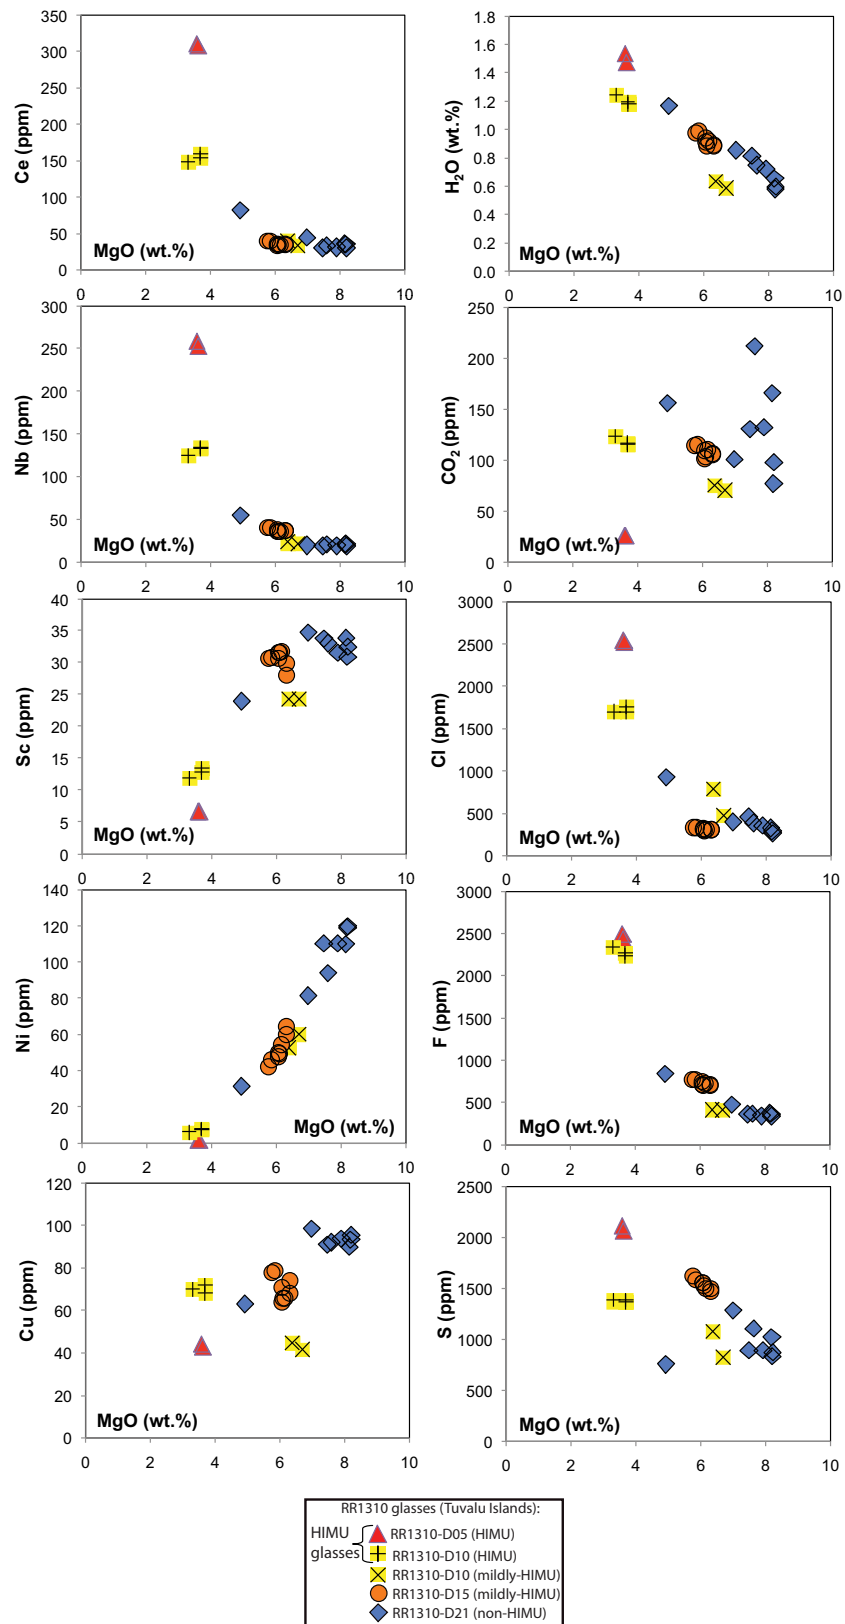 350
300
250
200
150
100
50
0
Ce (ppm)
MgO (wt.%)
0 2 4 6 8 10
1.8
1.6
1.4
1.2
1.0
0.8
0.6
0.4
0.2
0.0
H2O (wt.%)
MgO (wt.%)
0 2 4 6 8 10
300
250
200
150
100
50
0
Nb (ppm)
MgO (wt.%)
0 2 4 6 8 10
250
200
150
100
50
0
CO2 (ppm)
MgO (wt.%)
0 2 4 6 8 10
40
35
30
25
20
15
10
5
0
Sc (ppm)
MgO (wt.%)
0 2 4 6 8 10
3000
2500
2000
1500
1000
500
0
Cl (ppm)
MgO (wt.%)
0 2 4 6 8 10
140
120
100
80
60
40
20
0
Ni (ppm)
MgO (wt.%)
0 2 4 6 8 10
3000
2500
2000
1500
1000
500
0
F (ppm)
MgO (wt.%)
0 2 4 6 8 10
120
100
80
60
40
20
0
Cu (ppm)
MgO (wt.%)
0 2 4 6 8 10
2500
2000
1500
1000
500
0
S (ppm)
MgO (wt.%)
0 2 4 6 8 10
RR1310 glasses (Tuvalu Islands):
HIMU
glasses
RR1310-D05 (HIMU)
RR1310-D10 (HIMU)
RR1310-D10 (mildly-HIMU)
RR1310-D15 (mildly-HIMU)
RR1310-D21 (non-HIMU)